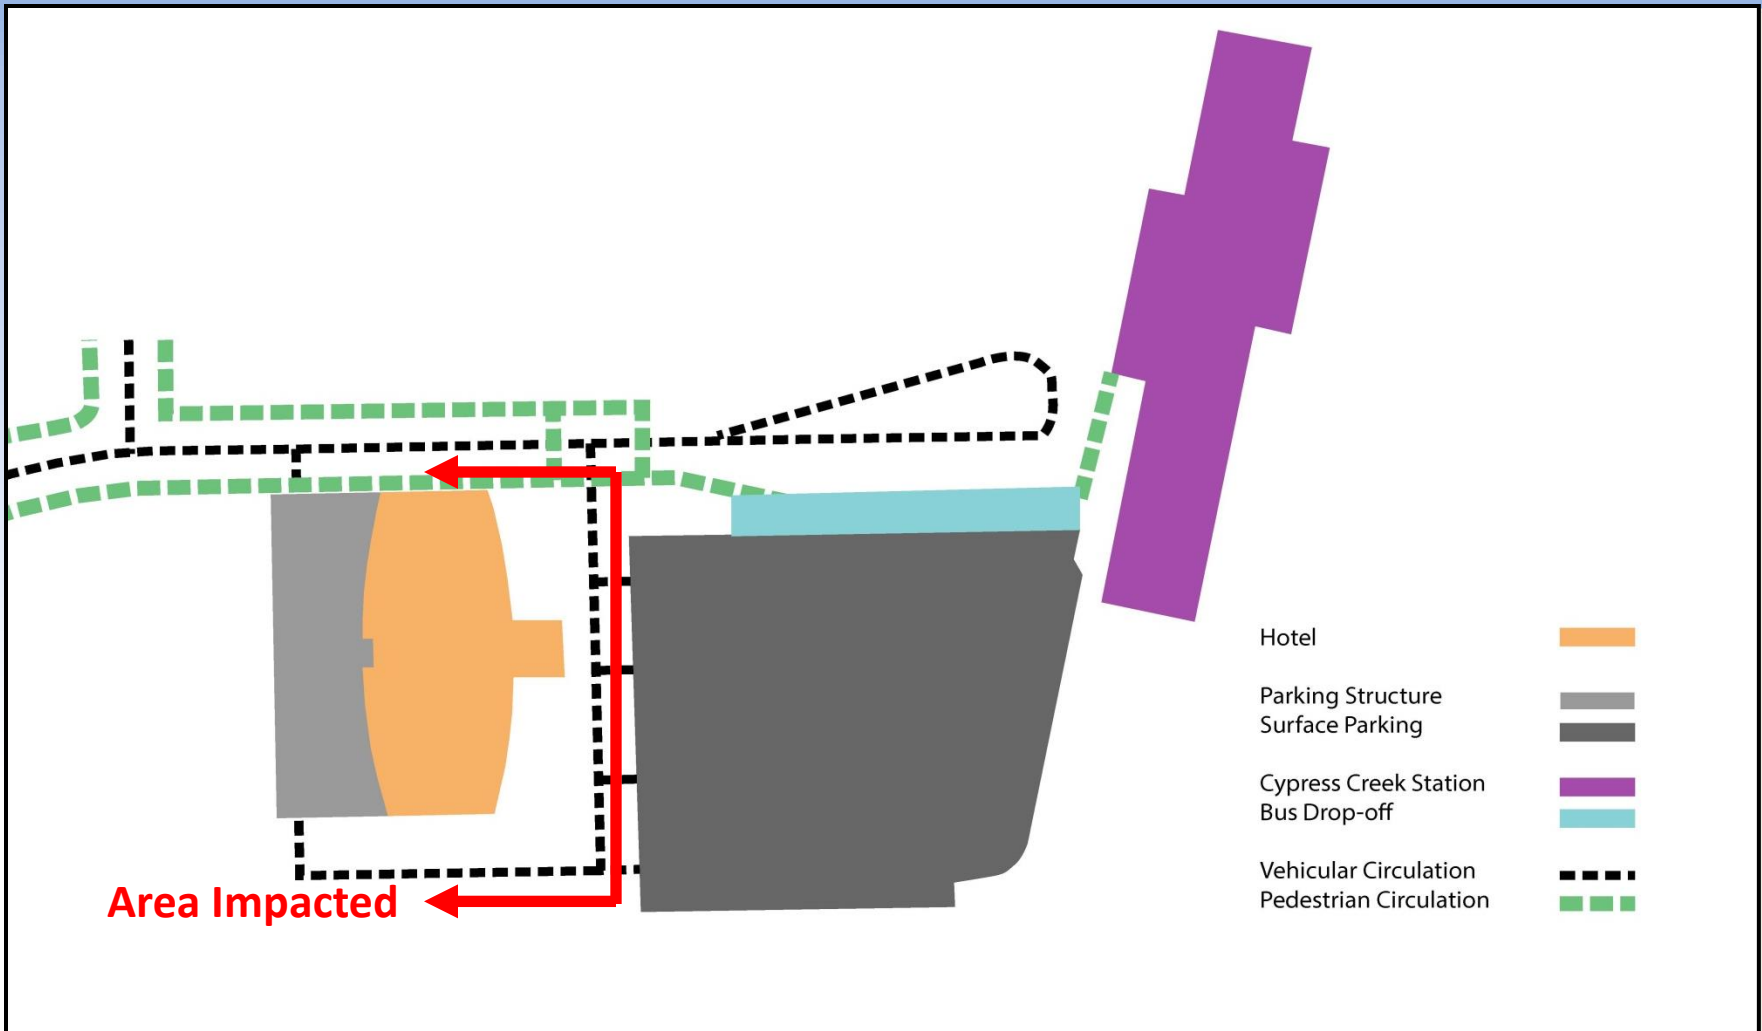 Hotel
Parking Structure
Surface Parking
Cypress Creek Station
Bus Drop-off
Vehicular Circulation
Pedestrian Circulation
Area Impacted